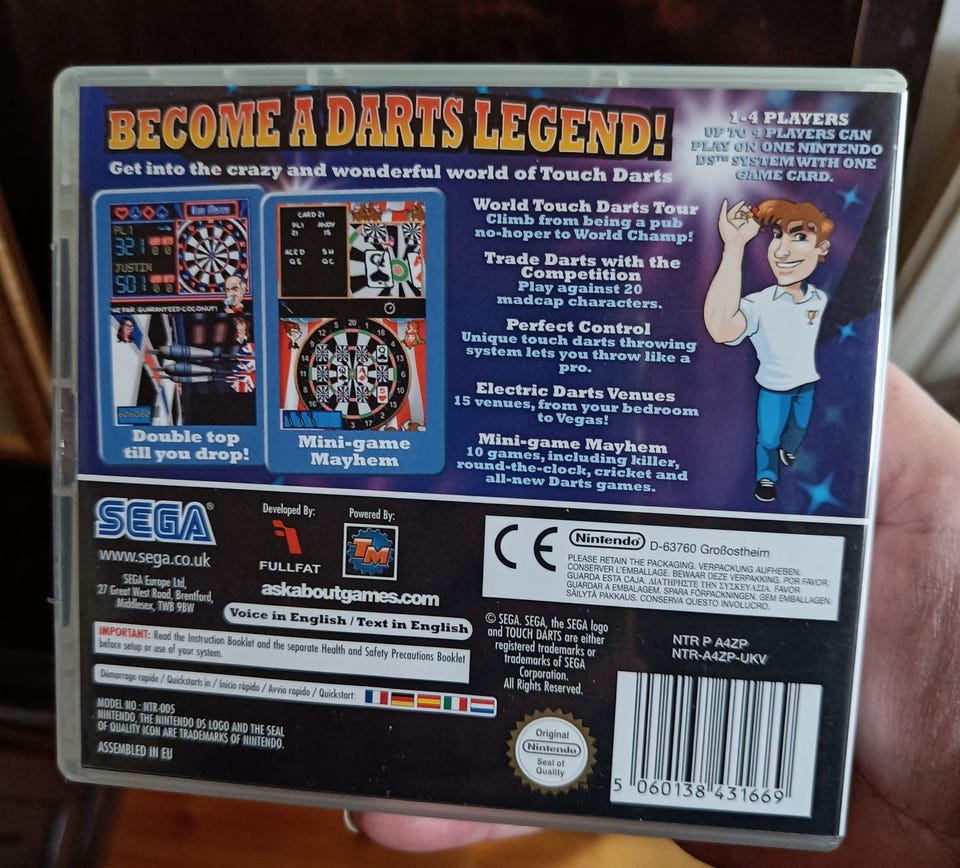 BECOME A DARTS LEGEND!
Get into the crazy and wonderful world of Touch Darts
1-4 PLAYERS
UP TO 4 PLAYERS CAN
PLAY ON ONE NINTENDO
DS™ SYSTEM WITH ONE
GAME CARD.
PL1
321
JUSTIN
501
Double top
till you drop!
CARD 21
PL1 ANDY
21 15
Mini-game
Mayhem
World Touch Darts Tour
Climb from being a pub
no-hoper to World Champ!
Trade Darts with the
Competition
Play against 20
madcap characters.
Perfect Control
Unique touch darts throwing
system lets you throw like a
pro.
Electric Darts Venues
15 venues, from your bedroom
to Vegas!
Mini-game Mayhem
10 games, including killer,
round-the-clock, cricket and
all-new Darts games.
SEGA®
www.sega.co.uk
SEGA Europe Ltd,
27 Great West Road, Brentford,
Middlesex, TW8 9BW
Developed By:
FULLFAT
Powered By:
TM
askaboutgames.com
Voice in English / Text in English
IMPORTANT: Read the Instruction Booklet and the separate Health and Safety Precautions Booklet
before setup or use of your system.
Démarrage rapide / Quickstarts in / Inicio rápido / Avvio rapido / Quickstart:
MODEL NO.: NTR-005
NINTENDO, THE NINTENDO DS LOGO AND THE SEAL
OF QUALITY ICON ARE TRADEMARKS OF NINTENDO.
ASSEMBLED IN EU
CE
Nintendo® D-63760 Großostheim
PLEASE RETAIN THE PACKAGING. VERPACKUNG AUFHEBEN.
CONSERVER L'EMBALLAGE. BEWAAR DEZE VERPAKKING. POR FAVOR,
GUARDA ESTA CAJA. ΔΙΑΤΗΡΗΣΤΕ ΤΗΝ ΣΥΣΚΕΥΑΣΙΑ. FAVOR
GUARDAR A EMBALAGEM. SPARA FÖRPACKNINGEN. GEM EMBALLAGEN.
SÄILYTÄ PAKKAUS. CONSERVA QUESTO INVOLUCRO.
© SEGA. SEGA, the SEGA logo
and TOUCH DARTS are either
registered trademarks or
trademarks of SEGA
Corporation.
All Rights Reserved.
NTR P A4ZP
NTR-A4ZP-UKV
Original
Nintendo
Seal of
Quality
5 060138 431669